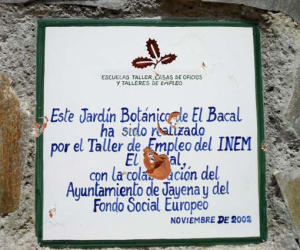 ESCUELAS TALLER, CASAS DE OFICIOS
Y TALLERES DE EMPLEO
Este Jardín Botánico de El Bacal
ha sido realizado
por el Taller de Empleo del INEM
El
con la colaboración del
Ayuntamiento de Jayena y del
Fondo Social Europeo
NOVIEMBRE DE 2002